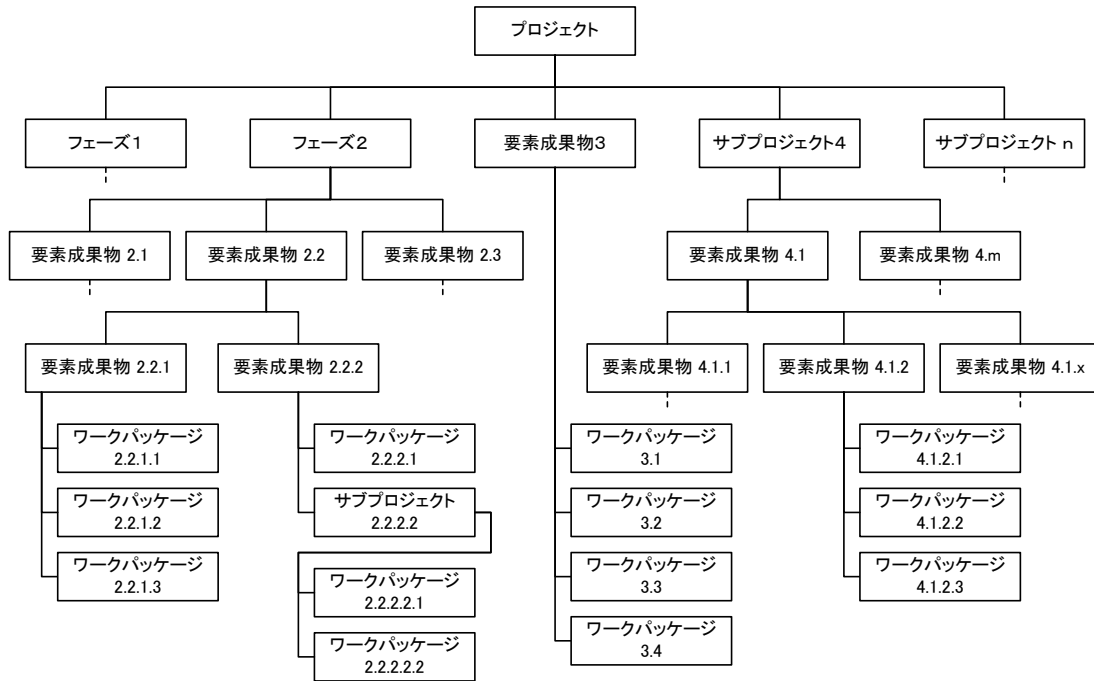 プロジェクト
フェーズ１
フェーズ２
要素成果物３
サブプロジェクト４
サブプロジェクト ｎ
要素成果物 2.1
要素成果物 2.2
要素成果物 2.3
要素成果物 4.1
要素成果物 4.m
要素成果物 2.2.1
要素成果物 2.2.2
要素成果物 4.1.1
要素成果物 4.1.2
要素成果物 4.1.x
ワークパッケージ
2.2.1.1
ワークパッケージ
2.2.1.2
ワークパッケージ
2.2.1.3
ワークパッケージ
2.2.2.1
サブプロジェクト
2.2.2.2
ワークパッケージ
2.2.2.2.1
ワークパッケージ
2.2.2.2.2
ワークパッケージ
3.1
ワークパッケージ
3.2
ワークパッケージ
3.3
ワークパッケージ
3.4
ワークパッケージ
4.1.2.1
ワークパッケージ
4.1.2.2
ワークパッケージ
4.1.2.3